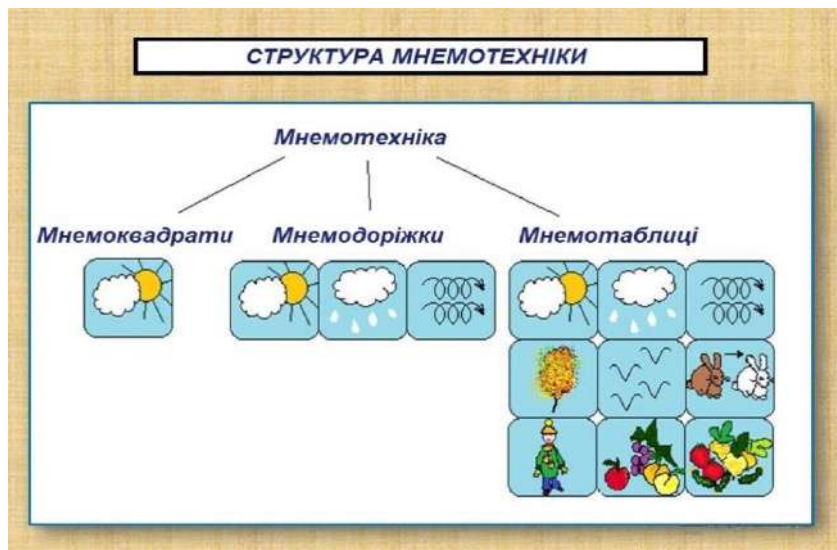 СТРУКТУРА МНЕМОТЕХНІКИ
Мнемотехніка
Мнемоквадрати Мнемодоріжки Мнемотаблиці